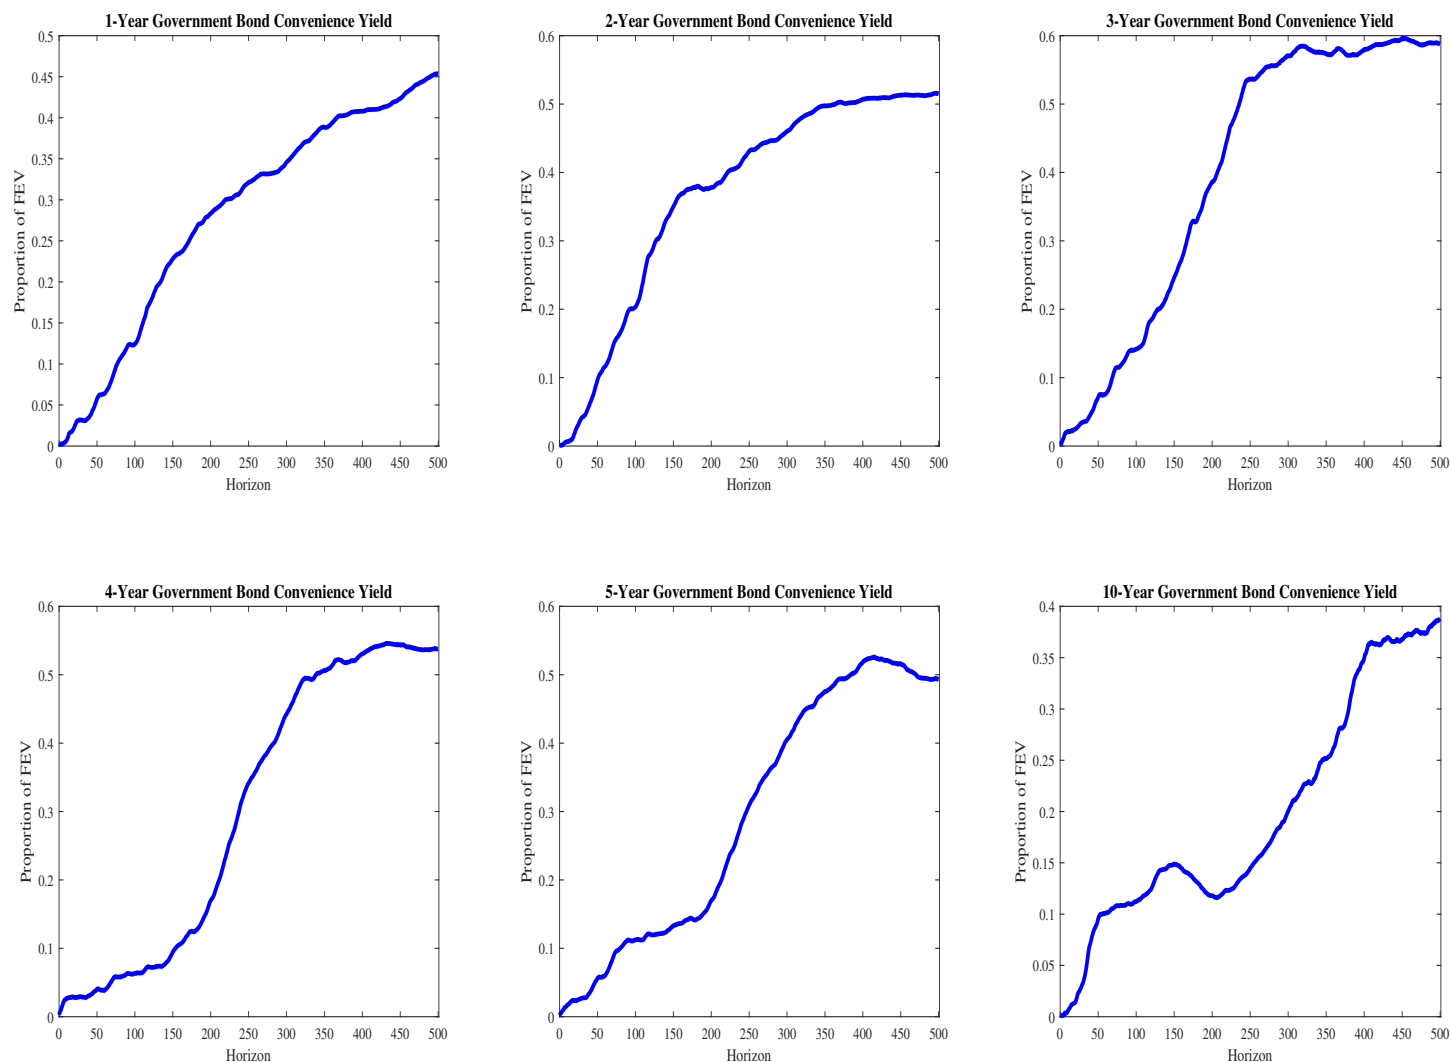 1-Year Government Bond Convenience Yield
0.5
0.45
0.4
0.35
0.3
0.25
0.2
0.15
0.1
0.05
0
Proportion of FEV
0 50 100 150 200 250 300 350 400 450 500
Horizon
2-Year Government Bond Convenience Yield
0.6
0.5
0.4
0.3
0.2
0.1
0
Proportion of FEV
0 50 100 150 200 250 300 350 400 450 500
Horizon
3-Year Government Bond Convenience Yield
0.6
0.5
0.4
0.3
0.2
0.1
0
Proportion of FEV
0 50 100 150 200 250 300 350 400 450 500
Horizon
4-Year Government Bond Convenience Yield
0.6
0.5
0.4
0.3
0.2
0.1
0
Proportion of FEV
0 50 100 150 200 250 300 350 400 450 500
Horizon
5-Year Government Bond Convenience Yield
0.6
0.5
0.4
0.3
0.2
0.1
0
Proportion of FEV
0 50 100 150 200 250 300 350 400 450 500
Horizon
10-Year Government Bond Convenience Yield
0.4
0.35
0.3
0.25
0.2
0.15
0.1
0.05
0
Proportion of FEV
0 50 100 150 200 250 300 350 400 450 500
Horizon